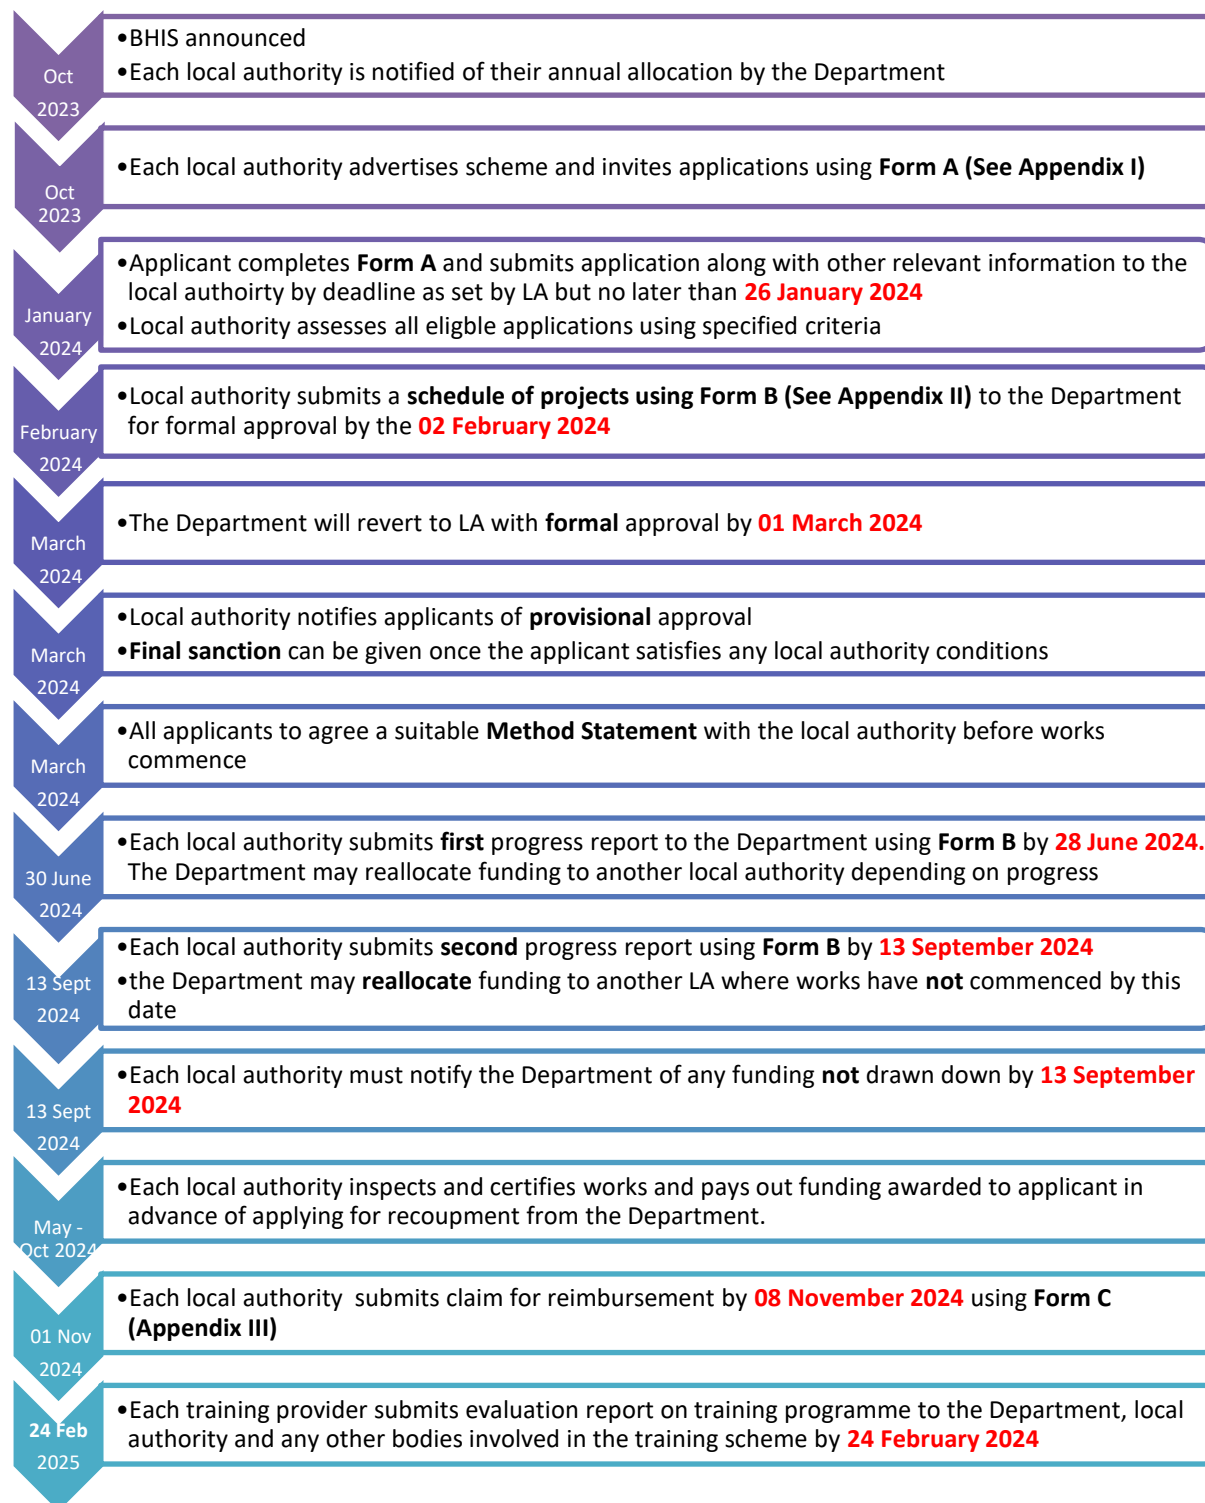 Oct
2023
•BHIS announced
•Each local authority is notified of their annual allocation by the Department
Oct
2023
•Each local authority advertises scheme and invites applications using Form A (See Appendix I)
January
2024
•Applicant completes Form A and submits application along with other relevant information to the
local authoirty by deadline as set by LA but no later than 26 January 2024
•Local authority assesses all eligble applications using specified criteria
February
2024
•Local authority submits a schedule of projects using Form B (See Appendix II) to the Department
for formal approval by the 02 February 2024
March
2024
•The Department will revert to LA with formal approval by 01 March 2024
March
2024
•Local authority notifies applicants of provisional approval
•Final sanction can be given once the applicant satisfies any local authority conditions
March
2024
•All applicants to agree a suitable Method Statement with the local authority before works
commence
30 June
2024
•Each local authority submits first progress report to the Department using Form B by 28 June 2024.
The Department may reallocate funding to another local authority depending on progress
13 Sept
2024
•Each local authority submits second progress report using Form B by 13 September 2024
•the Department may reallocate funding to another LA where works have not commenced by this
date
13 Sept
2024
•Each local authority must notify the Department of any funding not drawn down by 13 September
2024
May -
Oct 2024
•Each local authority inspects and certifies works and pays out funding awarded to applicant in
advance of applying for recoupment from the Department.
01 Nov
2024
•Each local authority submits claim for reimbursement by 08 November 2024 using Form C
(Appendix III)
24 Feb
2025
•Each training provider submits evaluation report on training programme to the Department, local
authority and any other bodies involved in the training scheme by 24 February 2024